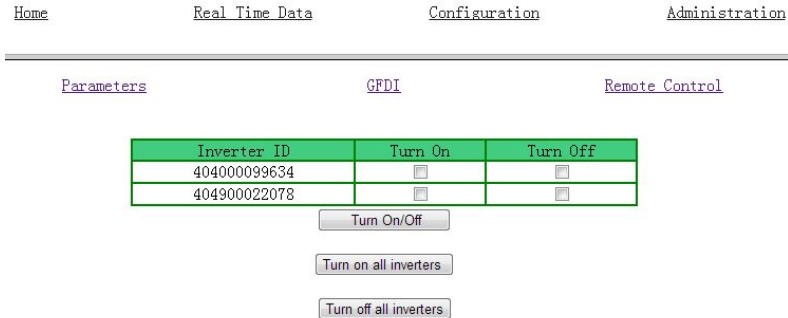 Home Real Time Data Configuration Administration
Parameters GFDI Remote Control
Inverter ID Turn On Turn Off
404000099634
404900022078
Turn On/Off
Turn on all inverters
Turn off all inverters